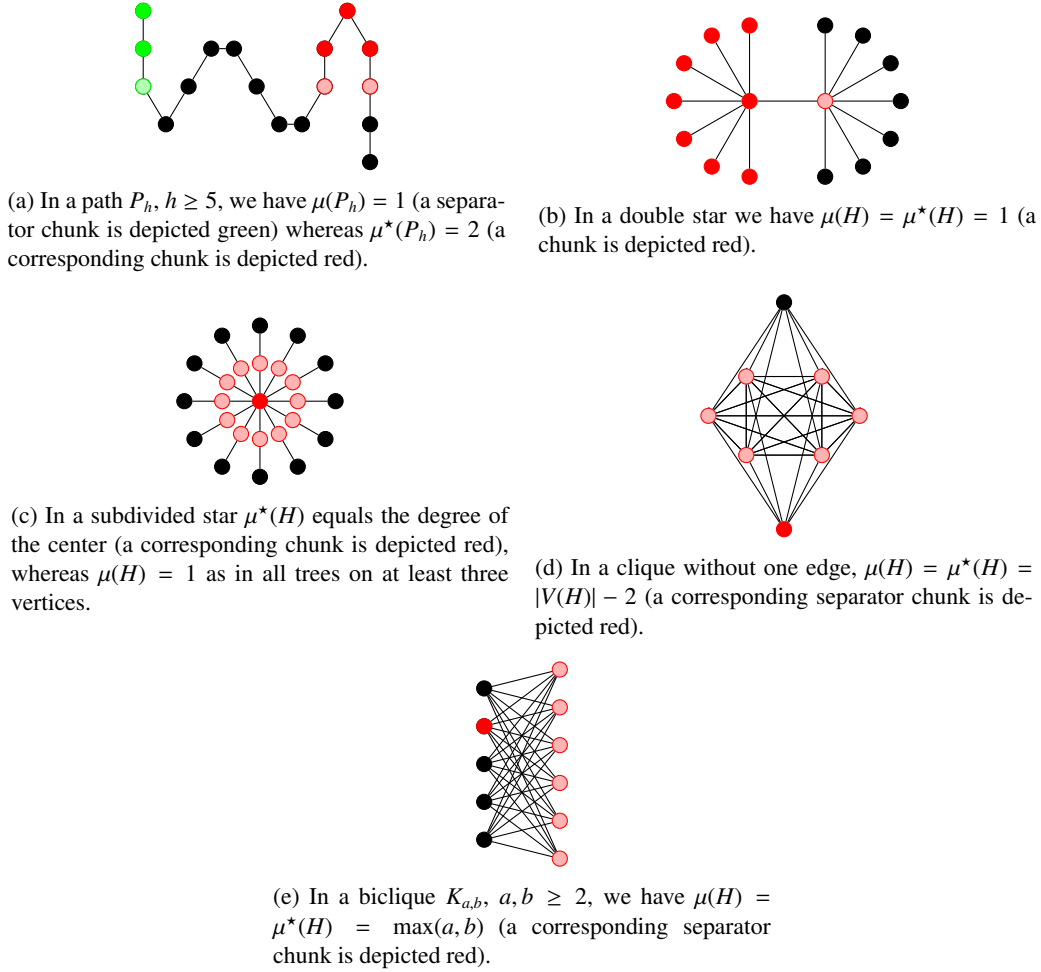 (a) In a path P_h, h ≥ 5, we have μ(P_h) = 1 (a separa-
tor chunk is depicted green) whereas μ★(P_h) = 2 (a
corresponding chunk is depicted red).
(b) In a double star we have μ(H) = μ★(H) = 1 (a
chunk is depicted red).
(c) In a subdivided star μ★(H) equals the degree of
the center (a corresponding chunk is depicted red),
whereas μ(H) = 1 as in all trees on at least three
vertices.
(d) In a clique without one edge, μ(H) = μ★(H) =
|V(H)| − 2 (a corresponding separator chunk is de-
picted red).
(e) In a biclique K_{a,b}, a, b ≥ 2, we have μ(H) =
μ★(H) = max(a, b) (a corresponding separator
chunk is depicted red).